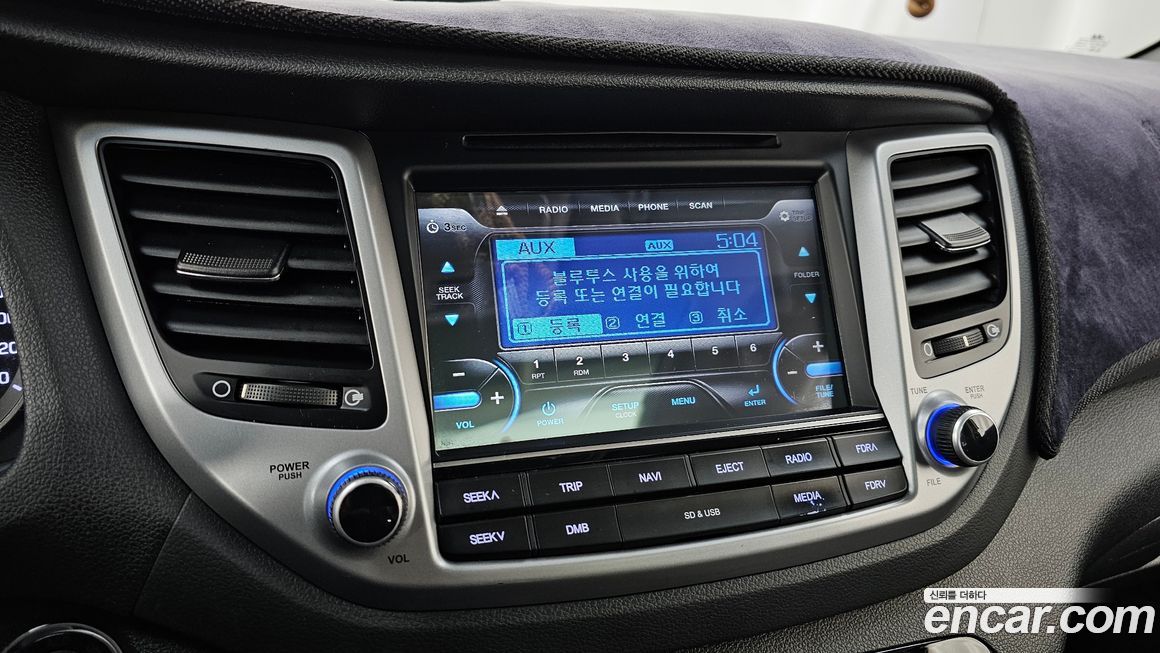 RADIO MEDIA PHONE SCAN
3SEC
AUX AUX 5:04
블루투스 사용을 위하여
등록 또는 연결이 필요합니다
1 등록 2 연결 3 취소
SEEK
TRACK
FOLDER
1 2 3 4 5 6
RPT RDM
− +
VOL
POWER
SETUP
CLOCK
MENU
ENTER
+ −
FILE/
TUNE
POWER
PUSH
VOL
SEEK∧ TRIP NAVI EJECT RADIO FDR∧
SEEK∨ DMB SD & USB MEDIA FDR∨
TUNE
ENTER
PUSH
FILE
20
0
신뢰를 더하다
encar.com